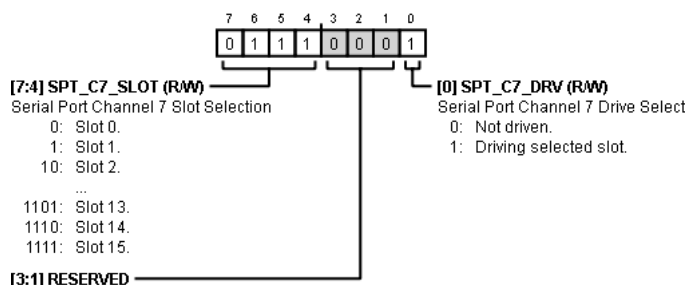 7 6 5 4 3 2 1 0
0 1 1 1 0 0 0 1
[7:4] SPT_C7_SLOT (R/W)
Serial Port Channel 7 Slot Selection
0: Slot 0.
1: Slot 1.
10: Slot 2.
...
1101: Slot 13.
1110: Slot 14.
1111: Slot 15.
[3:1] RESERVED
[0] SPT_C7_DRV (R/W)
Serial Port Channel 7 Drive Select
0: Not driven.
1: Driving selected slot.